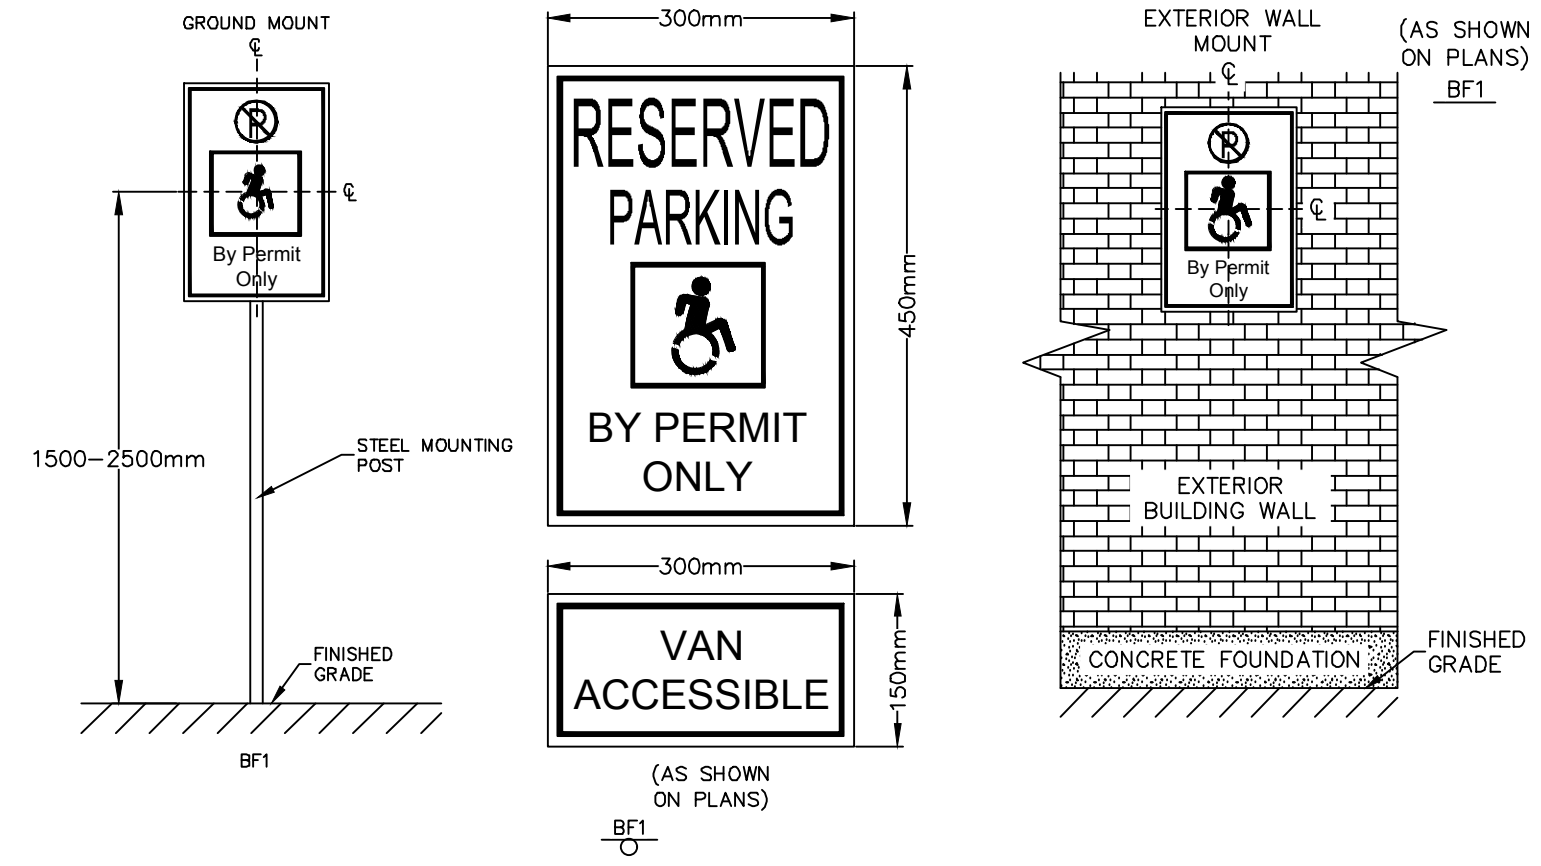 GROUND MOUNT
℄
P
℄
By Permit
Only
1500-2500mm
STEEL MOUNTING
POST
FINISHED
GRADE
BF1
300mm
RESERVED
PARKING
BY PERMIT
ONLY
450mm
300mm
VAN
ACCESSIBLE
150mm
(AS SHOWN
ON PLANS)
BF1
EXTERIOR WALL
MOUNT
℄
(AS SHOWN
ON PLANS)
BF1
P
℄
By Permit
Only
EXTERIOR
BUILDING WALL
CONCRETE FOUNDATION
FINISHED
GRADE